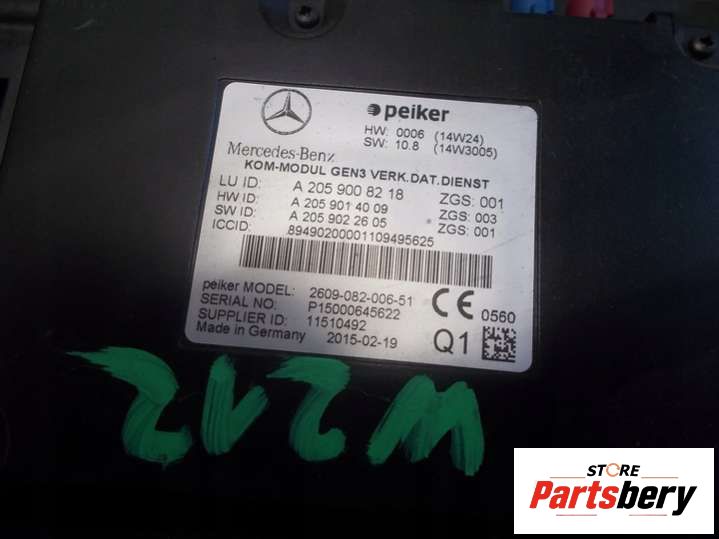 peiker
HW: 0006 (14W24)
SW: 10.8 (14W3005)
Mercedes-Benz
KOM-MODUL GEN3 VERK.DAT.DIENST
LU ID: A 205 900 82 18 ZGS: 001
HW ID: A 205 901 40 09 ZGS: 003
SW ID: A 205 902 26 05 ZGS: 001
ICCID: 89490200001109495625
peiker MODEL: 2609-082-006-51
SERIAL NO: P15000645622
SUPPLIER ID: 11510492
Made in Germany 2015-02-19
CE 0560
Q1
W212
STORE
Partsbery